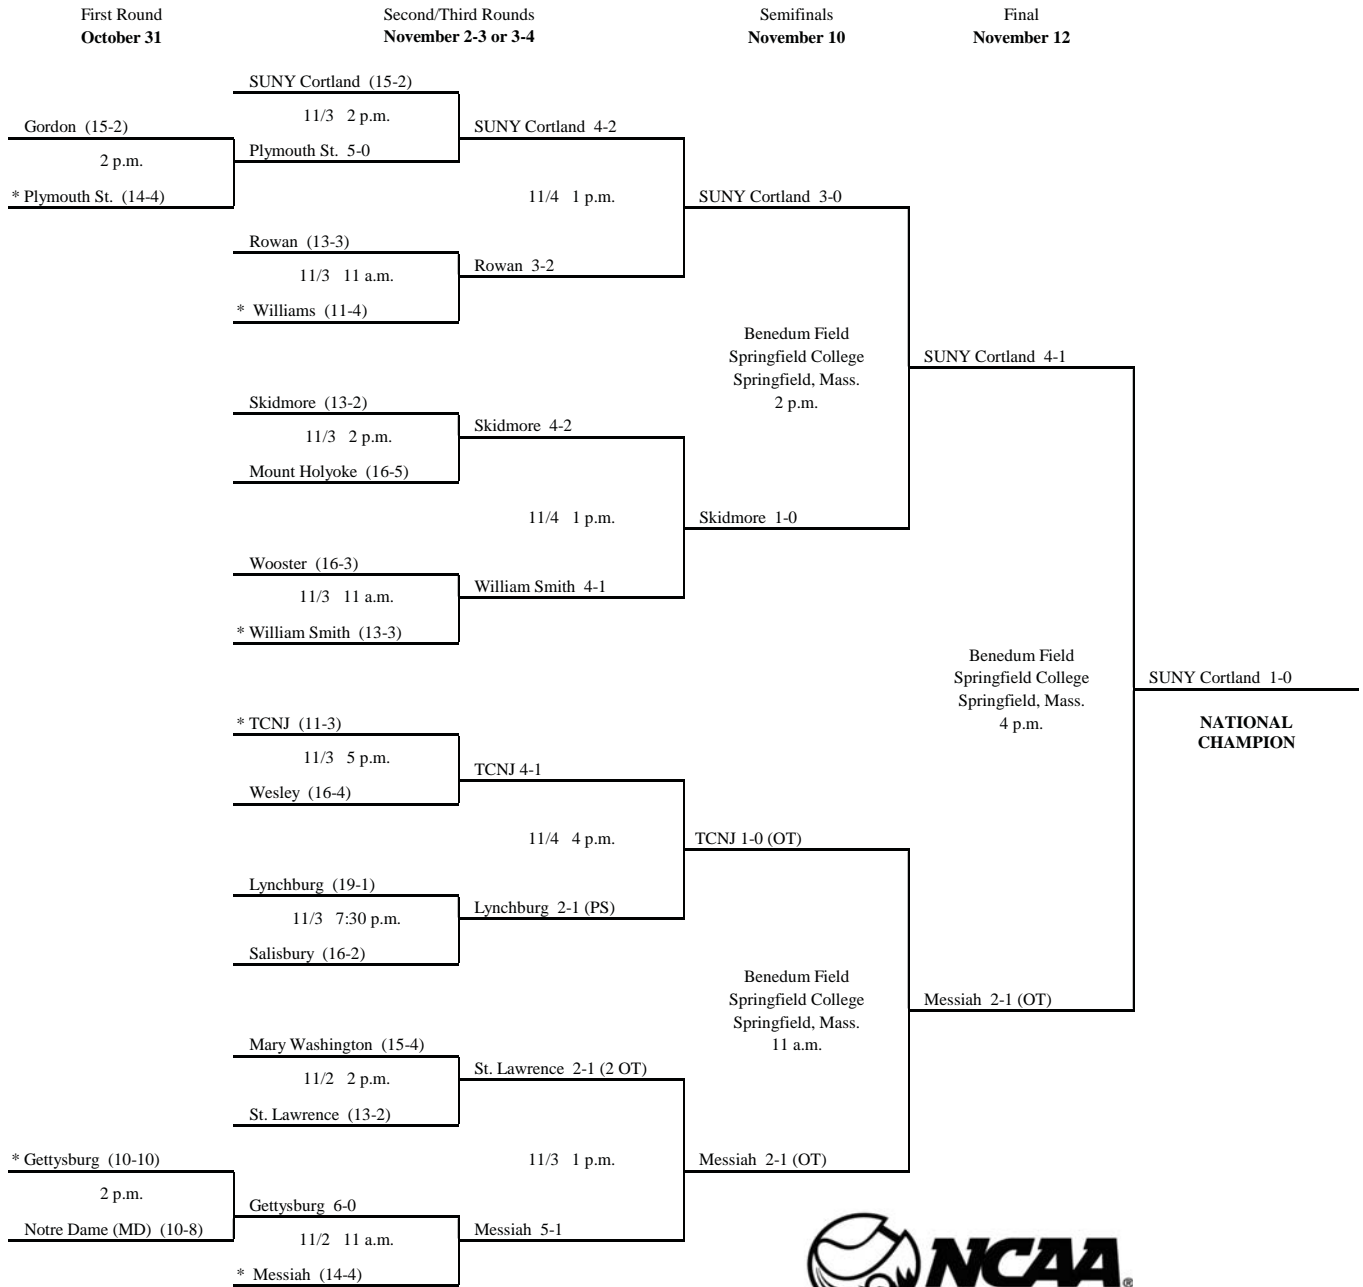 First Round
October 31
Second/Third Rounds
November 2-3 or 3-4
Semifinals
November 10
Final
November 12
SUNY Cortland (15-2)
11/3 2 p.m.
Gordon (15-2)
SUNY Cortland 4-2
Plymouth St. 5-0
2 p.m.
* Plymouth St. (14-4)
11/4 1 p.m.
SUNY Cortland 3-0
Rowan (13-3)
Rowan 3-2
11/3 11 a.m.
* Williams (11-4)
Benedum Field
Springfield College
Springfield, Mass.
2 p.m.
SUNY Cortland 4-1
Skidmore (13-2)
Skidmore 4-2
11/3 2 p.m.
Mount Holyoke (16-5)
11/4 1 p.m.
Skidmore 1-0
Wooster (16-3)
William Smith 4-1
11/3 11 a.m.
* William Smith (13-3)
Benedum Field
Springfield College
Springfield, Mass.
4 p.m.
SUNY Cortland 1-0
NATIONAL
CHAMPION
* TCNJ (11-3)
11/3 5 p.m.
TCNJ 4-1
Wesley (16-4)
11/4 4 p.m.
TCNJ 1-0 (OT)
Lynchburg (19-1)
Lynchburg 2-1 (PS)
11/3 7:30 p.m.
Salisbury (16-2)
Benedum Field
Springfield College
Springfield, Mass.
11 a.m.
Messiah 2-1 (OT)
Mary Washington (15-4)
St. Lawrence 2-1 (2 OT)
11/2 2 p.m.
St. Lawrence (13-2)
* Gettysburg (10-10)
11/3 1 p.m.
Messiah 2-1 (OT)
2 p.m.
Gettysburg 6-0
Notre Dame (MD) (10-8)
Messiah 5-1
11/2 11 a.m.
* Messiah (14-4)
NCAA®